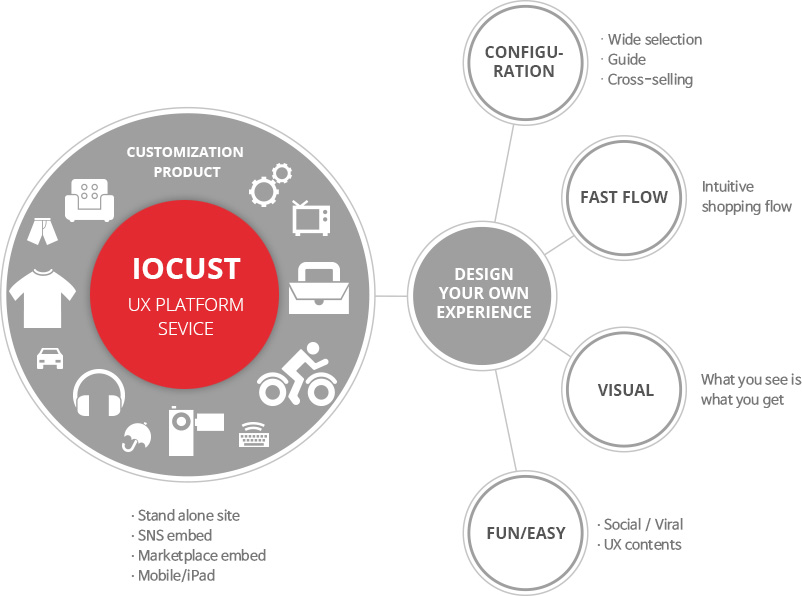 CUSTOMIZATION
PRODUCT
IOCUST
UX PLATFORM
SEVICE
· Stand alone site
· SNS embed
· Marketplace embed
· Mobile/iPad
DESIGN
YOUR OWN
EXPERIENCE
CONFIGU-
RATION
· Wide selection
· Guide
· Cross-selling
FAST FLOW
Intuitive
shopping flow
VISUAL
What you see is
what you get
FUN/EASY
· Social / Viral
· UX contents